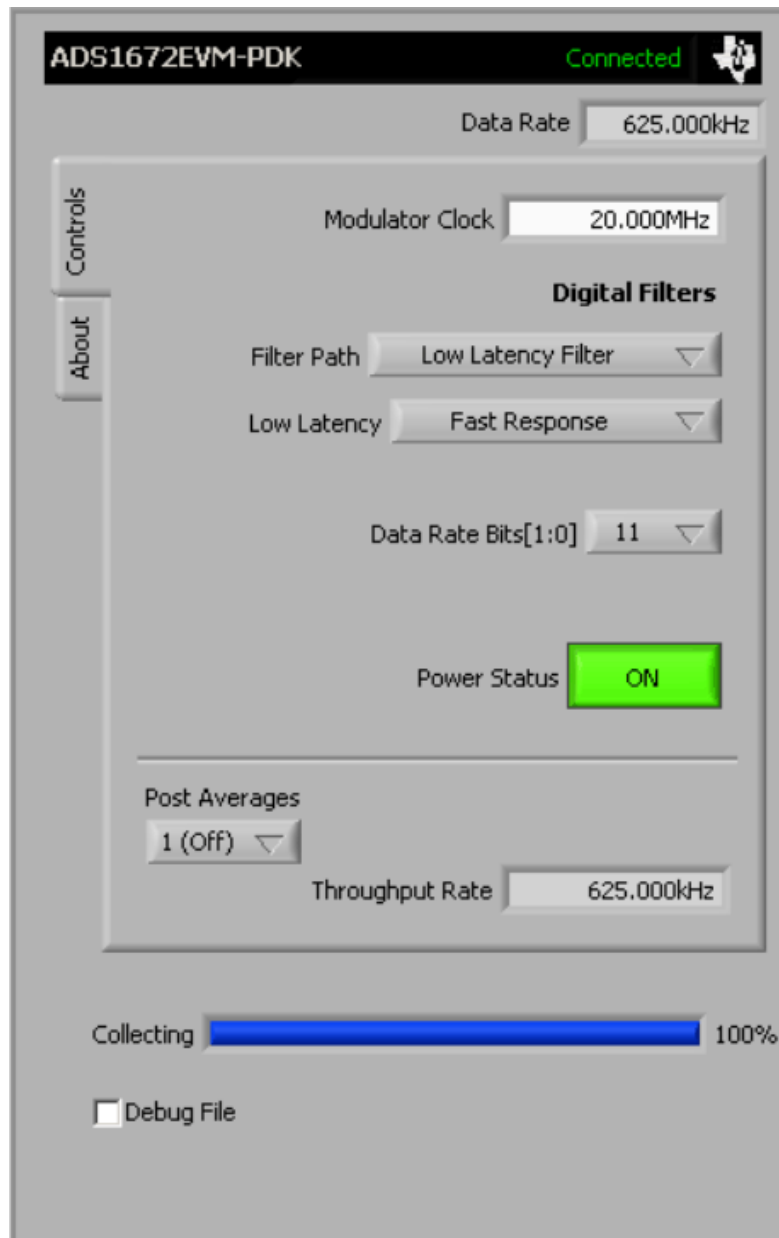 ADS1672EVM-PDK Connected
Data Rate 625.000kHz
Controls
About
Modulator Clock 20.000MHz
Digital Filters
Filter Path Low Latency Filter
Low Latency Fast Response
Data Rate Bits[1:0] 11
Power Status ON
Post Averages
1 (Off)
Throughput Rate 625.000kHz
Collecting 100%
Debug File